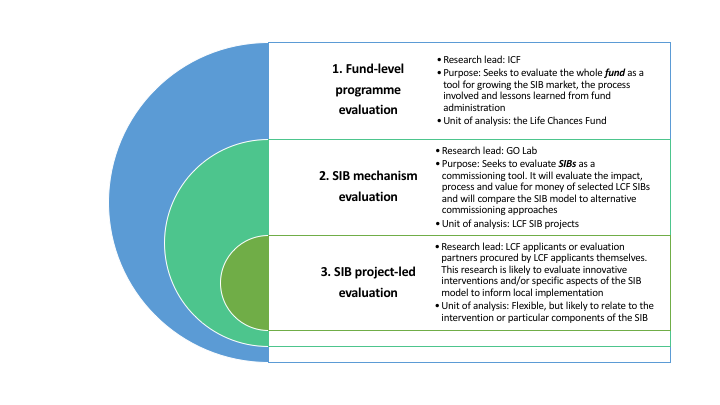 1. Fund-level
programme
evaluation
• Research lead: ICF
• Purpose: Seeks to evaluate the whole fund as a
tool for growing the SIB market, the process
involved and lessons learned from fund
administration
• Unit of analysis: the Life Chances Fund
2. SIB mechanism
evaluation
• Research lead: GO Lab
• Purpose: Seeks to evaluate SIBs as a
commissioning tool. It will evaluate the impact,
process and value for money of selected LCF SIBs
and will compare the SIB model to alternative
commissioning approaches
• Unit of analysis: LCF SIB projects
3. SIB project-led
evaluation
• Research lead: LCF applicants or evaluation
partners procured by LCF applicants themselves.
This research is likely to evaluate innovative
interventions and/or specific aspects of the SIB
model to inform local implementation
• Unit of analysis: Flexible, but likely to relate to the
intervention or particular components of the SIB